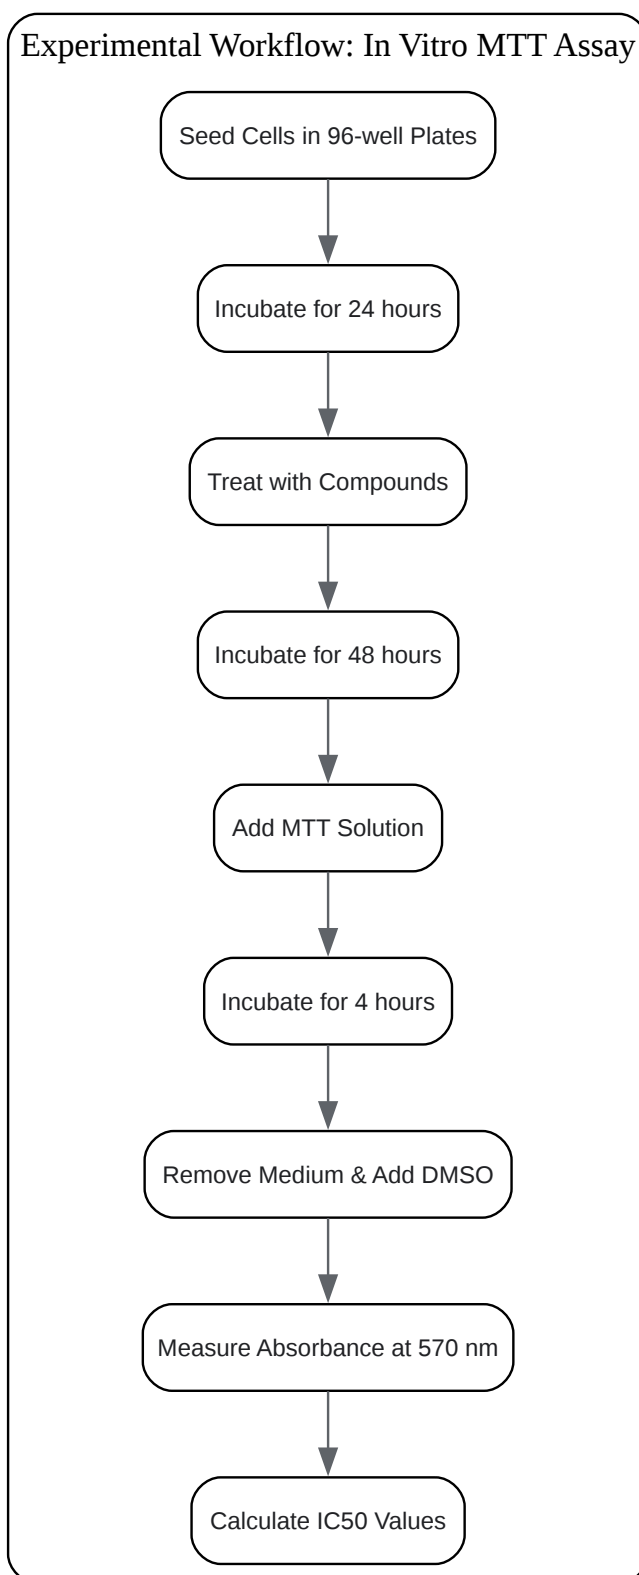 Experimental Workflow: In Vitro MTT Assay
Seed Cells in 96-well Plates
Incubate for 24 hours
Treat with Compounds
Incubate for 48 hours
Add MTT Solution
Incubate for 4 hours
Remove Medium & Add DMSO
Measure Absorbance at 570 nm
Calculate IC50 Values